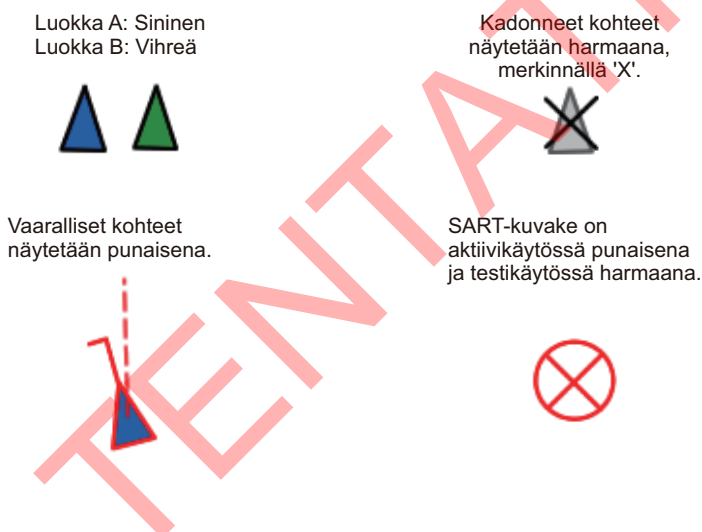 Luokka A: Sininen
Luokka B: Vihreä
Kadonneet kohteet
näytetään harmaana,
merkinnällä 'X'.
Vaaralliset kohteet
näytetään punaisena.
SART-kuvake on
aktiivikäytössä punaisena
ja testikäytössä harmaana.
TENTAT